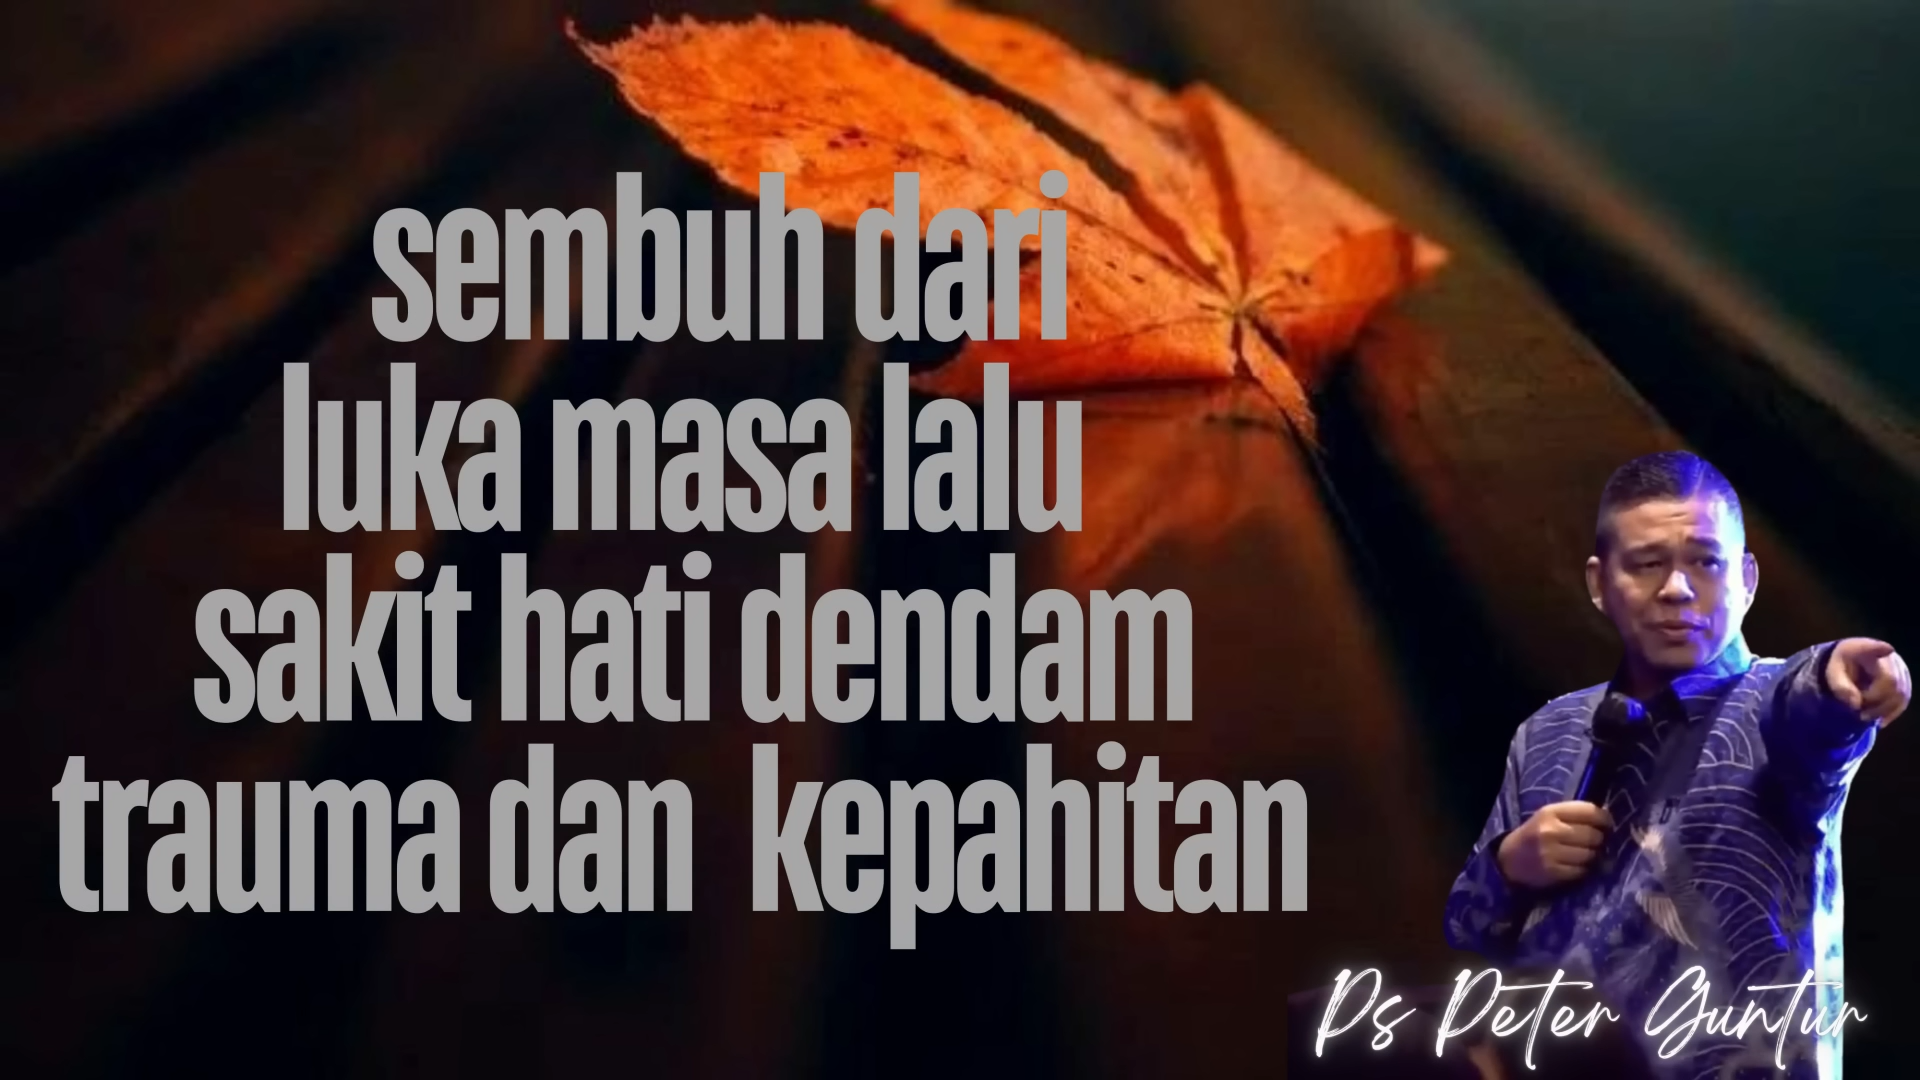 sembuh dari
luka masa lalu
sakit hati dendam
trauma dan kepahitan
Ps Peter Guntur